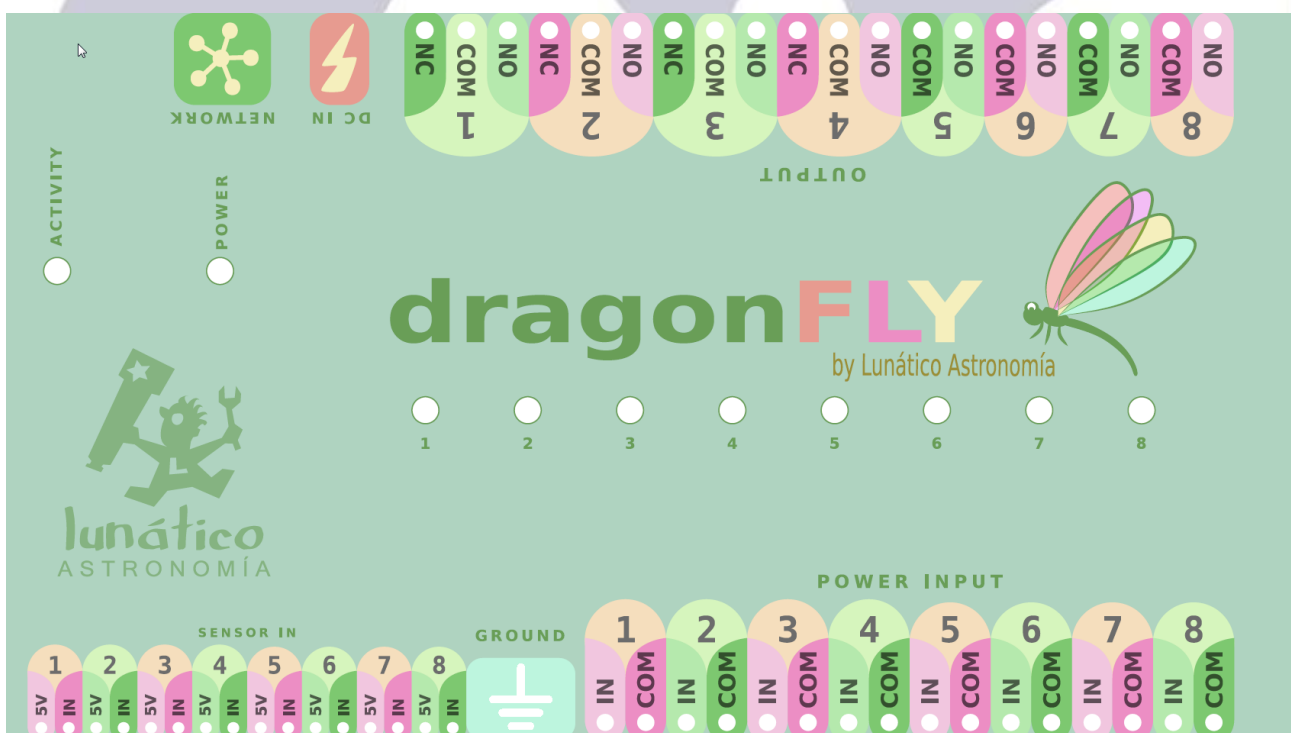 NETWORK
DC IN
NC COM NO NC COM NO NC COM NO NC COM NO COM NO COM NO COM NO COM NO
1 2 3 4 5 6 7 8
OUTPUT
ACTIVITY
POWER
dragonFLY
by Lunático Astronomía
1 2 3 4 5 6 7 8
lunático
ASTRONOMÍA
POWER INPUT
1 2 3 4 5 6 7 8
IN COM IN COM IN COM IN COM IN COM IN COM IN COM IN COM
SENSOR IN
GROUND
1 2 3 4 5 6 7 8
5V IN 5V IN 5V IN 5V IN 5V IN 5V IN 5V IN 5V IN